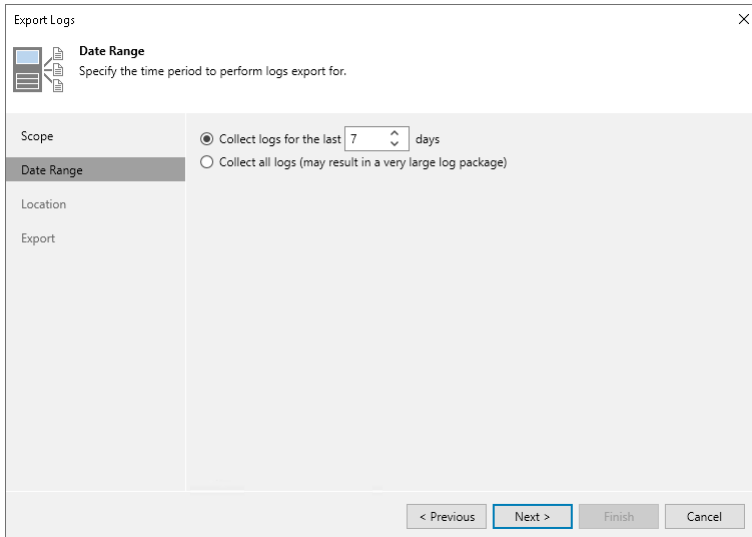 Export Logs
Date Range
Specify the time period to perform logs export for.
Scope
Date Range
Location
Export
Collect logs for the last 7 days
Collect all logs (may result in a very large log package)
< Previous Next > Finish Cancel